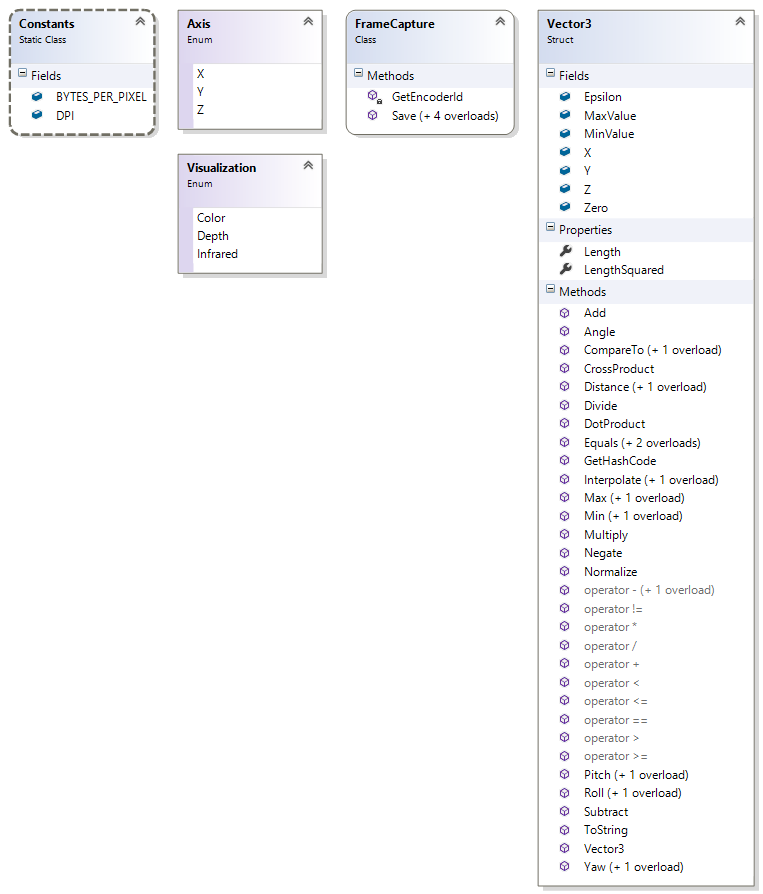 Constants
Static Class
Fields
BYTES_PER_PIXEL
DPI
Axis
Enum
X
Y
Z
Visualization
Enum
Color
Depth
Infrared
FrameCapture
Class
Methods
GetEncoderId
Save (+ 4 overloads)
Vector3
Struct
Fields
Epsilon
MaxValue
MinValue
X
Y
Z
Zero
Properties
Length
LengthSquared
Methods
Add
Angle
CompareTo (+ 1 overload)
CrossProduct
Distance (+ 1 overload)
Divide
DotProduct
Equals (+ 2 overloads)
GetHashCode
Interpolate (+ 1 overload)
Max (+ 1 overload)
Min (+ 1 overload)
Multiply
Negate
Normalize
operator - (+ 1 overload)
operator !=
operator *
operator /
operator +
operator <
operator <=
operator ==
operator >
operator >=
Pitch (+ 1 overload)
Roll (+ 1 overload)
Subtract
ToString
Vector3
Yaw (+ 1 overload)